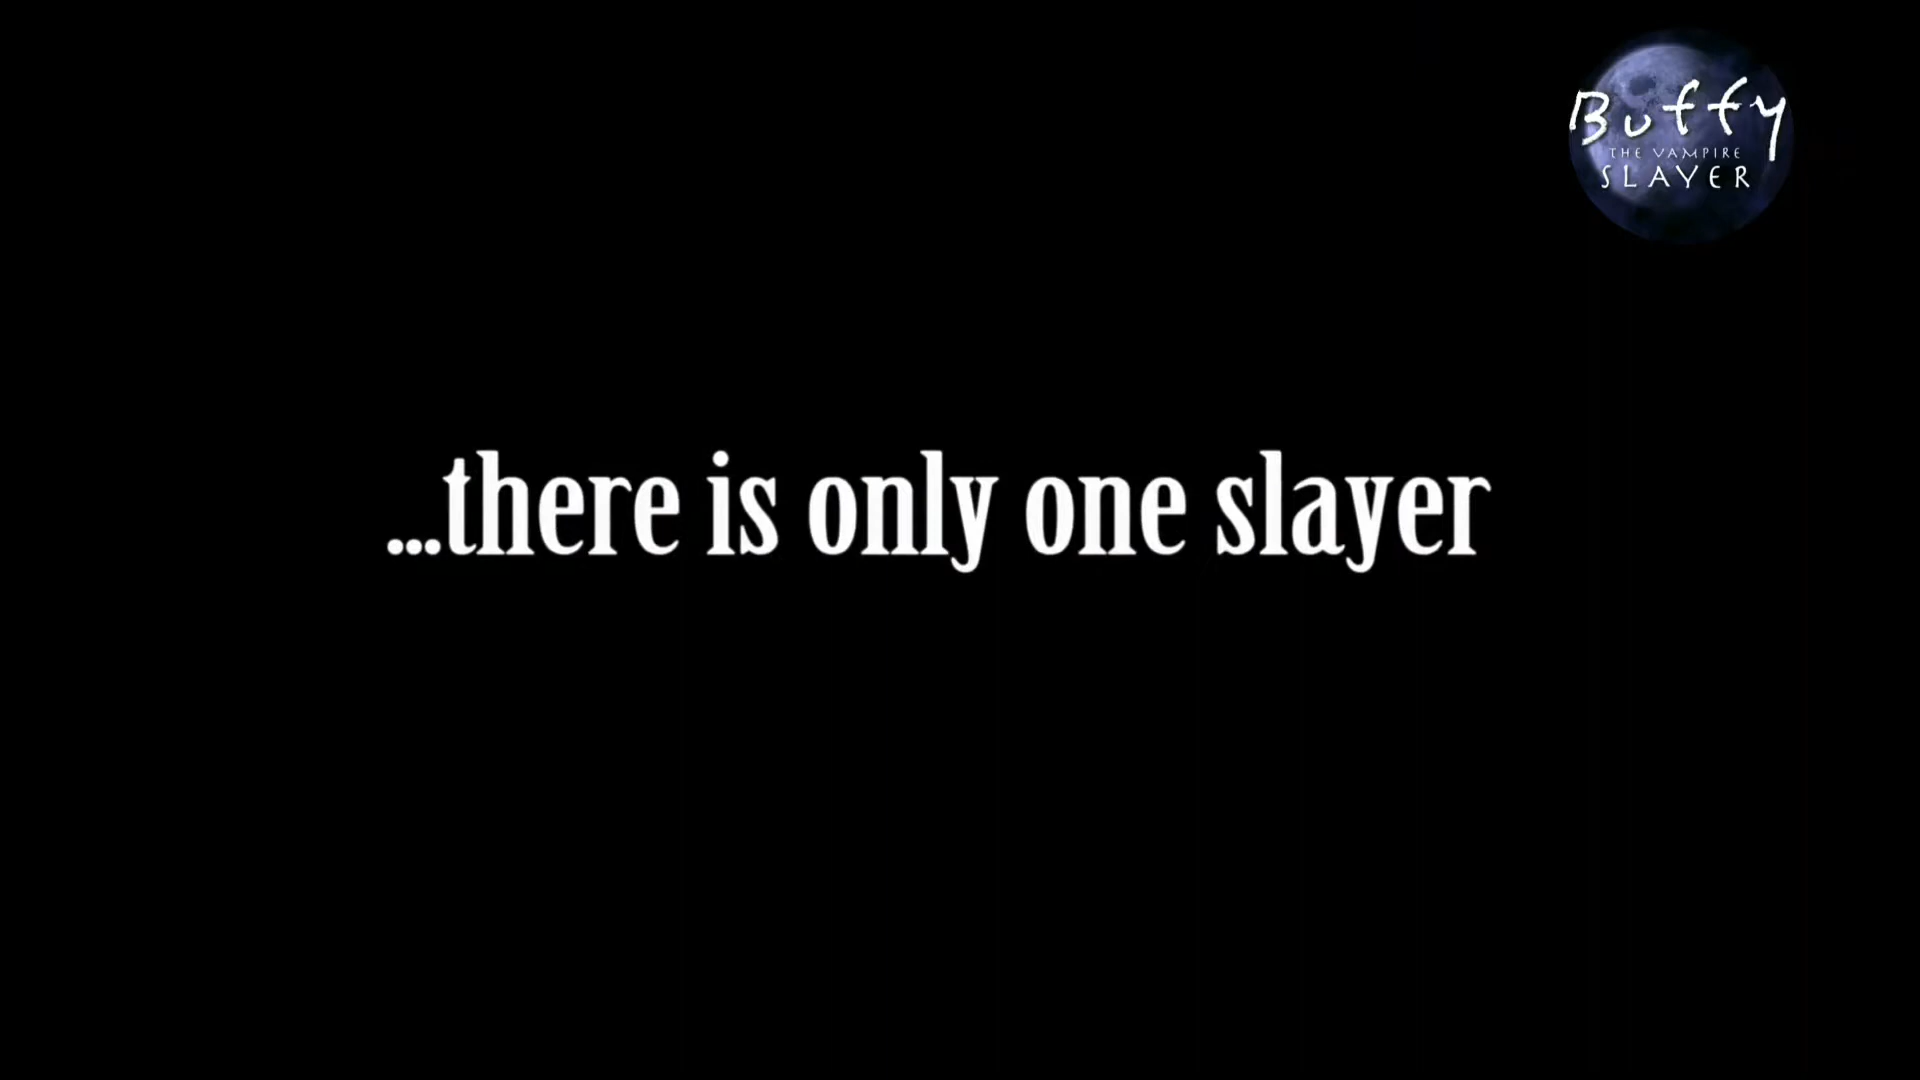 Buffy
THE VAMPIRE
SLAYER
...there is only one slayer